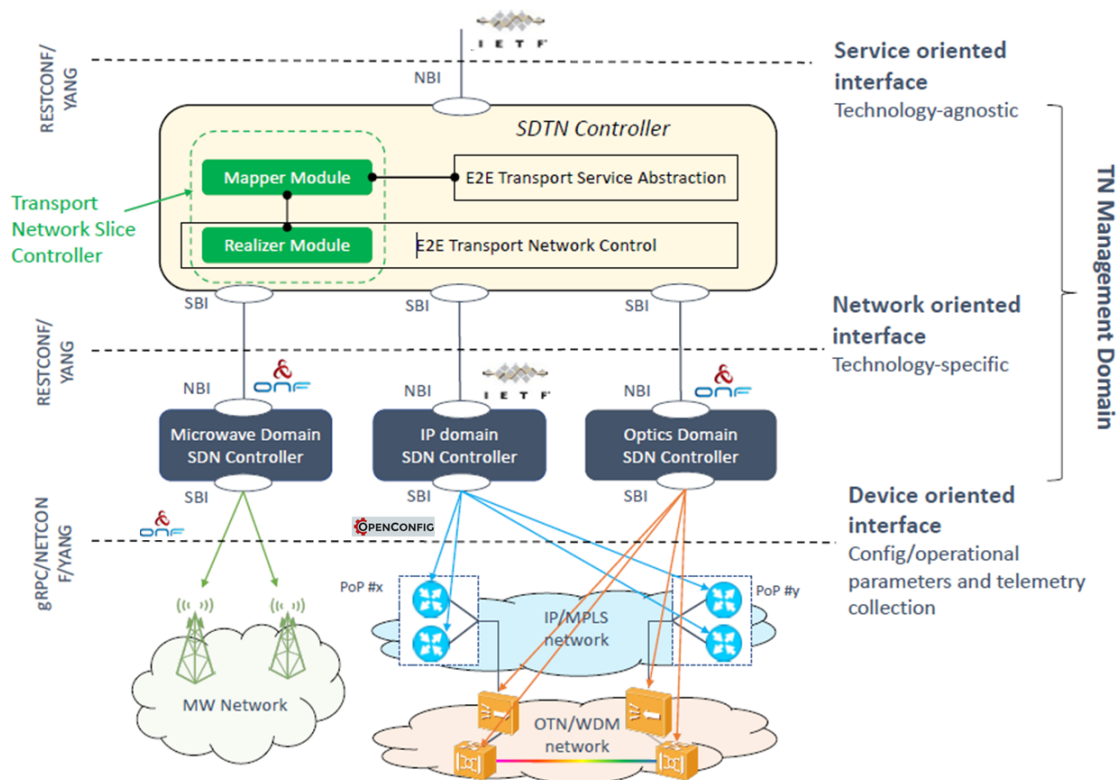 IETF
RESTCONF/
YANG
NBI
Service oriented
interface
Technology-agnostic
SDTN Controller
Mapper Module
E2E Transport Service Abstraction
Transport
Network Slice
Controller
Realizer Module
E2E Transport Network Control
TN Management Domain
SBI
SBI
SBI
Network oriented
interface
Technology-specific
RESTCONF/
YANG
NBI
ONF
NBI
IETF
NBI
ONF
Microwave Domain
SDN Controller
IP domain
SDN Controller
Optics Domain
SDN Controller
SBI
SBI
SBI
Device oriented
interface
Config/operational
parameters and telemetry
collection
gRPC/NETCON
F/YANG
ONF
OPENCONFIG
PoP #x
PoP #y
IP/MPLS
network
MW Network
OTN/WDM
network